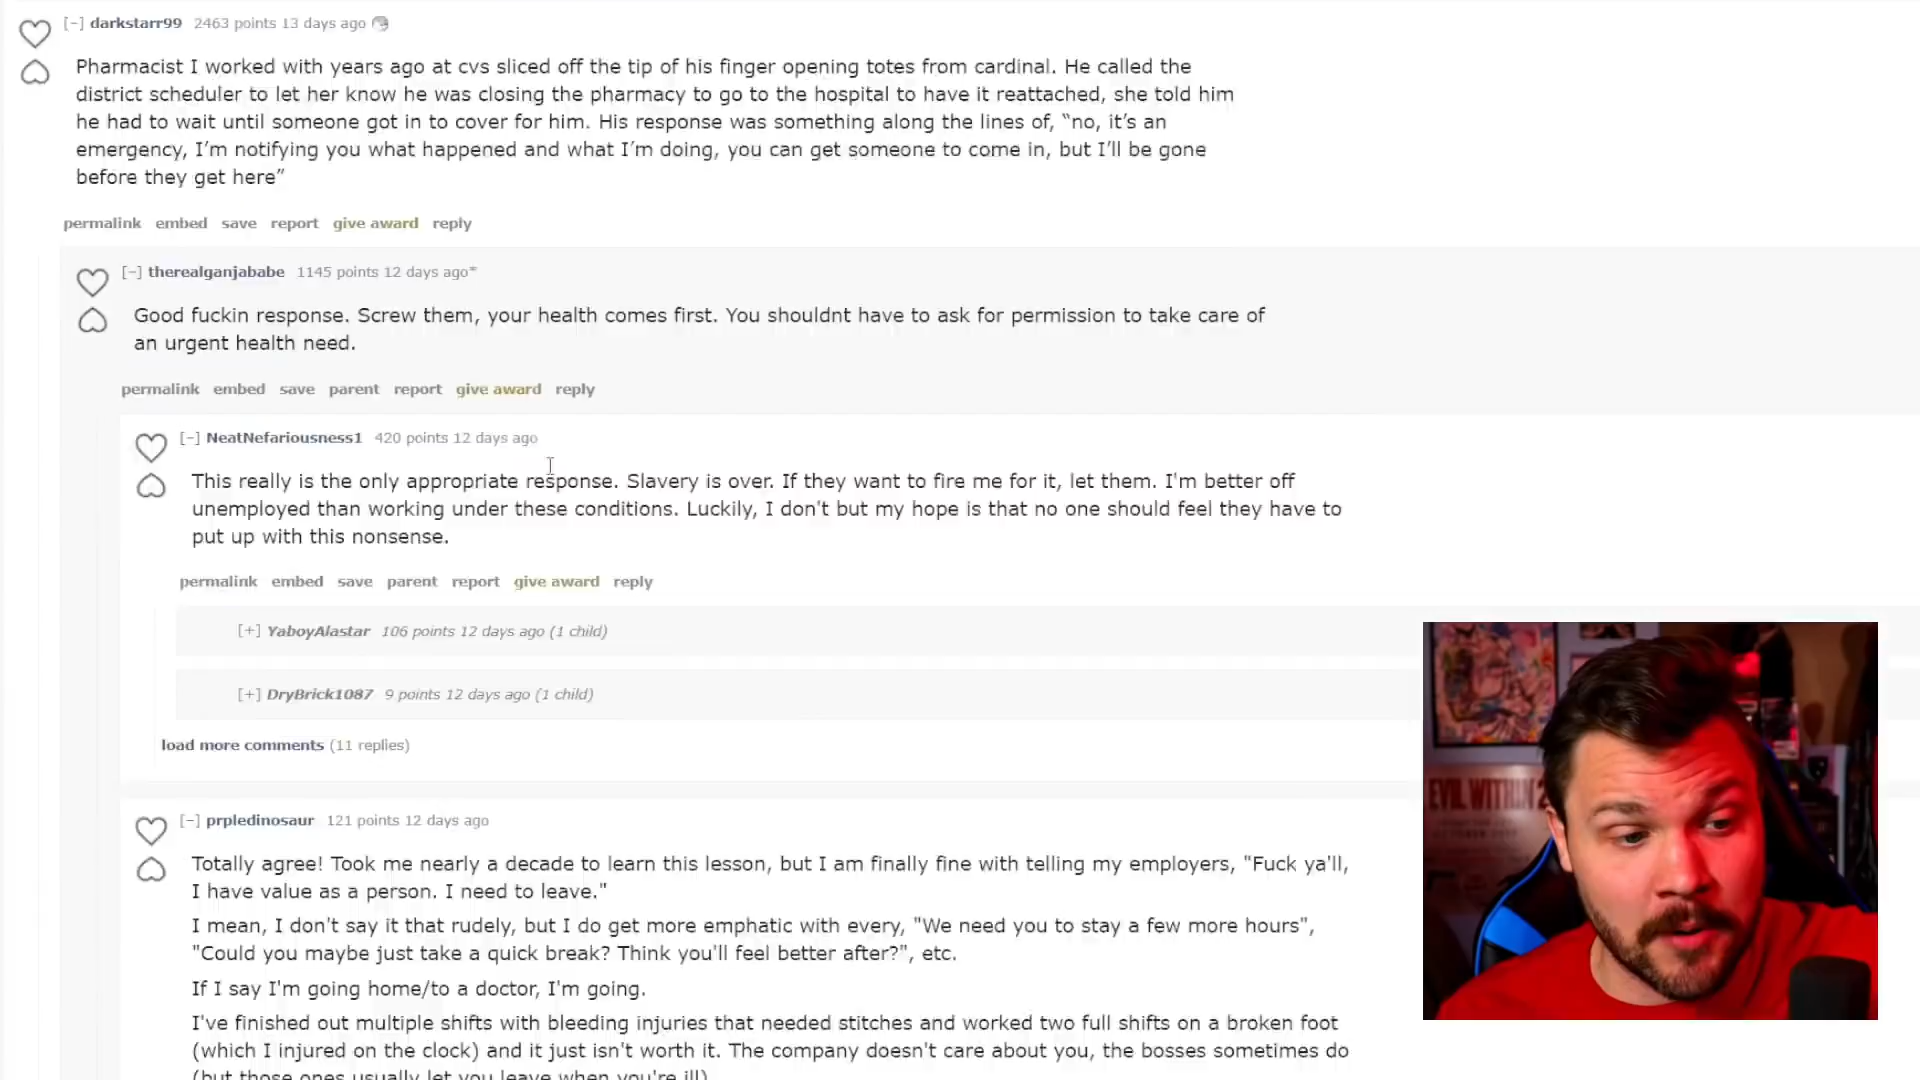 [-] darkstarr99 2463 points 13 days ago
Pharmacist I worked with years ago at cvs sliced off the tip of his finger opening totes from cardinal. He called the
district scheduler to let her know he was closing the pharmacy to go to the hospital to have it reattached, she told him
he had to wait until someone got in to cover for him. His response was something along the lines of, “no, it’s an
emergency, I’m notifying you what happened and what I’m doing, you can get someone to come in, but I’ll be gone
before they get here”
permalink embed save report give award reply
[-] therealganjababe 1145 points 12 days ago*
Good fuckin response. Screw them, your health comes first. You shouldnt have to ask for permission to take care of
an urgent health need.
permalink embed save parent report give award reply
[-] NeatNefariousness1 420 points 12 days ago
This really is the only appropriate response. Slavery is over. If they want to fire me for it, let them. I'm better off
unemployed than working under these conditions. Luckily, I don't but my hope is that no one should feel they have to
put up with this nonsense.
permalink embed save parent report give award reply
[+] YaboyAlastar 106 points 12 days ago (1 child)
[+] DryBrick1087 9 points 12 days ago (1 child)
load more comments (11 replies)
[-] prpledinosaur 121 points 12 days ago
Totally agree! Took me nearly a decade to learn this lesson, but I am finally fine with telling my employers, "Fuck ya'll,
I have value as a person. I need to leave."
I mean, I don't say it that rudely, but I do get more emphatic with every, "We need you to stay a few more hours",
"Could you maybe just take a quick break? Think you'll feel better after?", etc.
If I say I'm going home/to a doctor, I'm going.
I've finished out multiple shifts with bleeding injuries that needed stitches and worked two full shifts on a broken foot
(which I injured on the clock) and it just isn't worth it. The company doesn't care about you, the bosses sometimes do
(but those ones usually let you leave when you're ill)
EVIL WITHIN 2